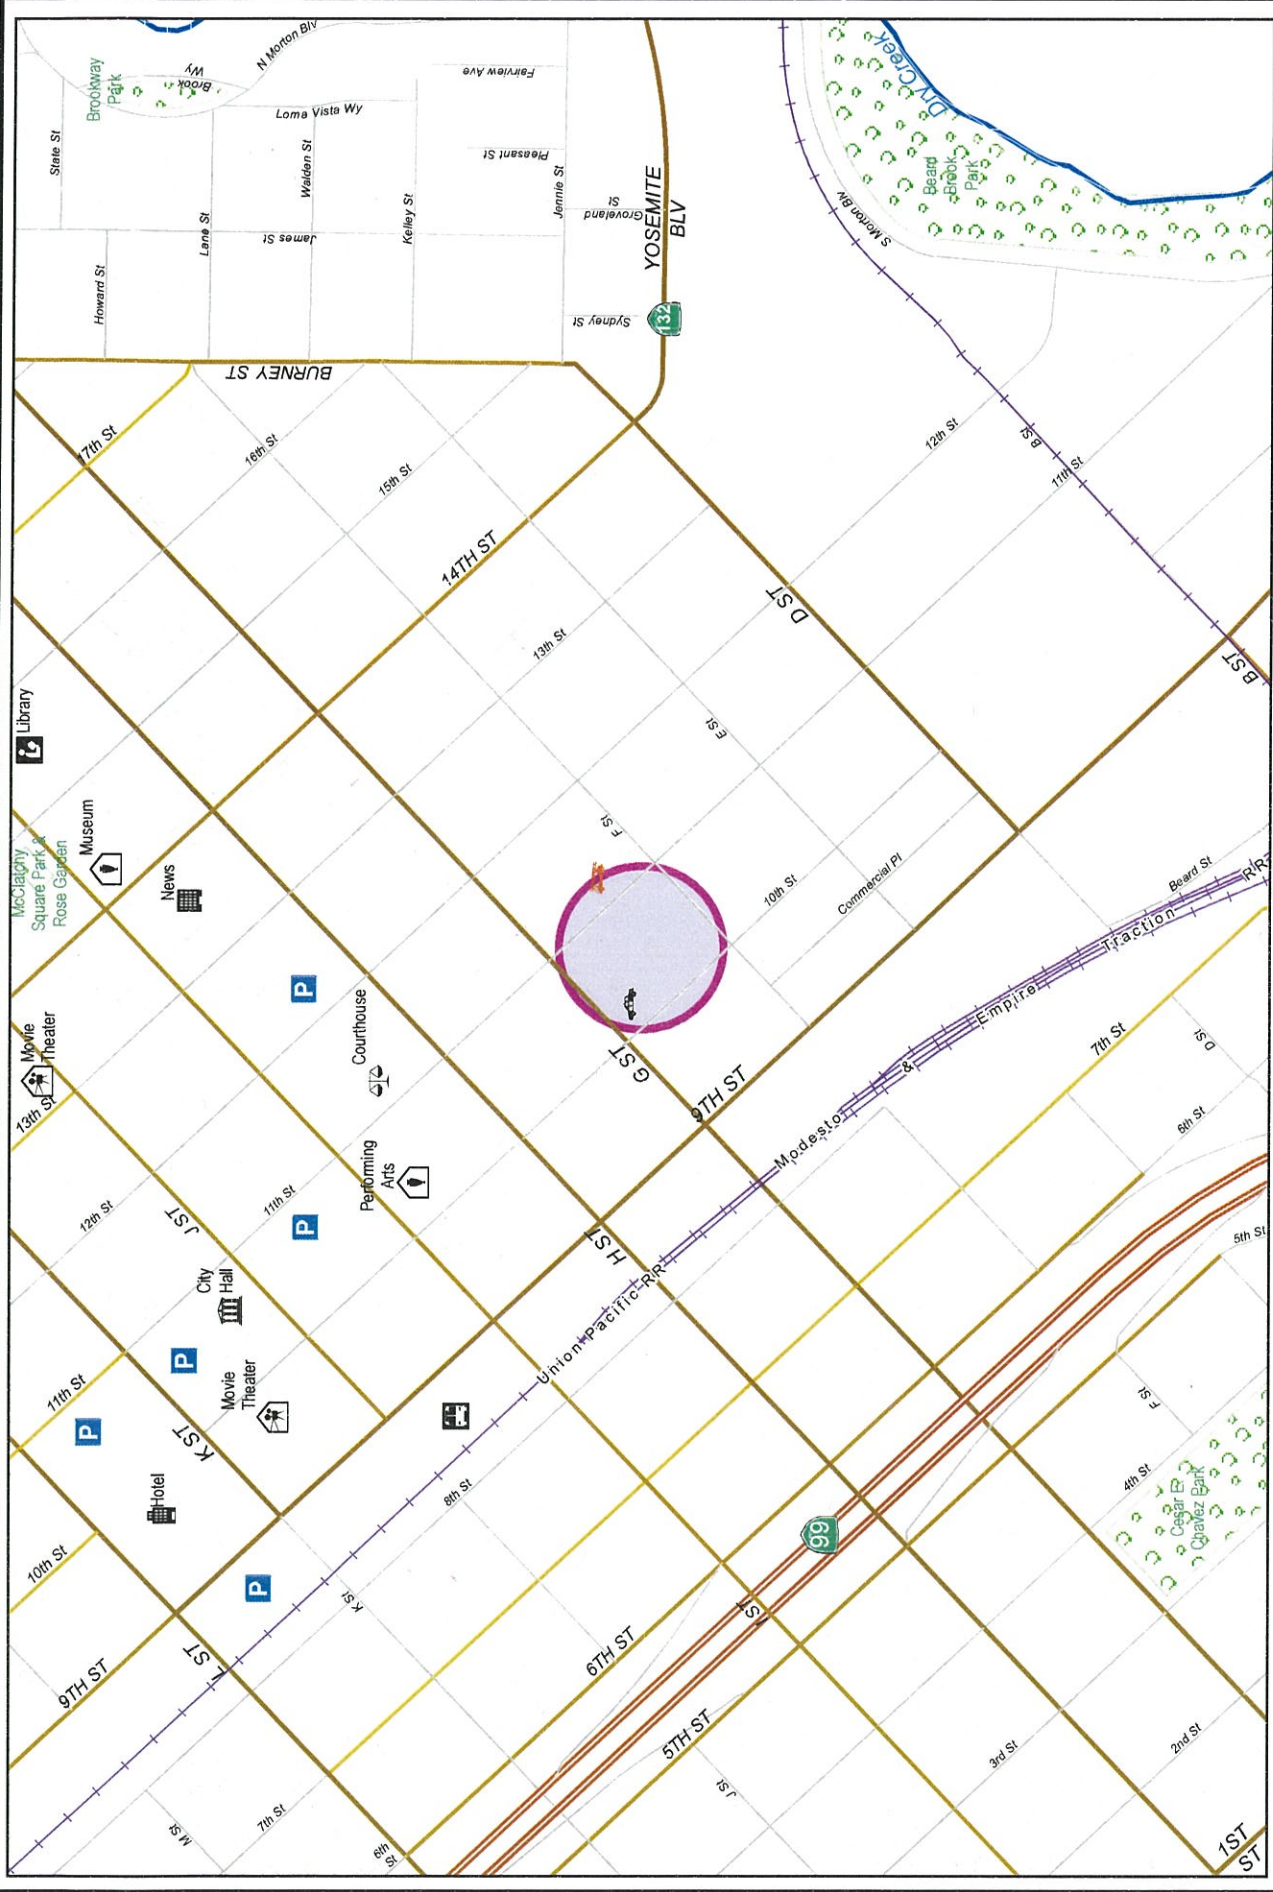 N Morton Blv
Brookway
Park
Brook
Wy
Fairview Ave
State St
Loma Vista Wy
Walden St
Pleasant St
Jennie St
Groveland
St
Lane St
James St
Kelley St
YOSEMITE
BLV
Howard St
Sydney St
132
BURNEY ST
Dry Creek
Beard
Brook
Park
S Morton Blv
17th St
16th St
15th St
14TH ST
13th St
12th St
B St
11th St
D ST
B ST
E St
F St
Library
McClatchy
Square Park &
Rose Garden
Museum
News
P
Courthouse
Movie
Theater
13th St
G ST
9TH ST
10th St
Commercial Pl
Beard St
Modesto & Empire Traction RR
7th St
D St
6th St
5th St
12th St
J ST
11th St
P
Performing
Arts
H ST
City
Hall
Union Pacific RR
P
Movie
Theater
11th St
P
K ST
Hotel
10th St
P
8th St
K St
L ST
9TH ST
6TH ST
I ST
99
F St
4th St
Cesar E
Chavez Park
5TH ST
J St
3rd St
2nd St
1ST
ST
M St
7th St
6th
St